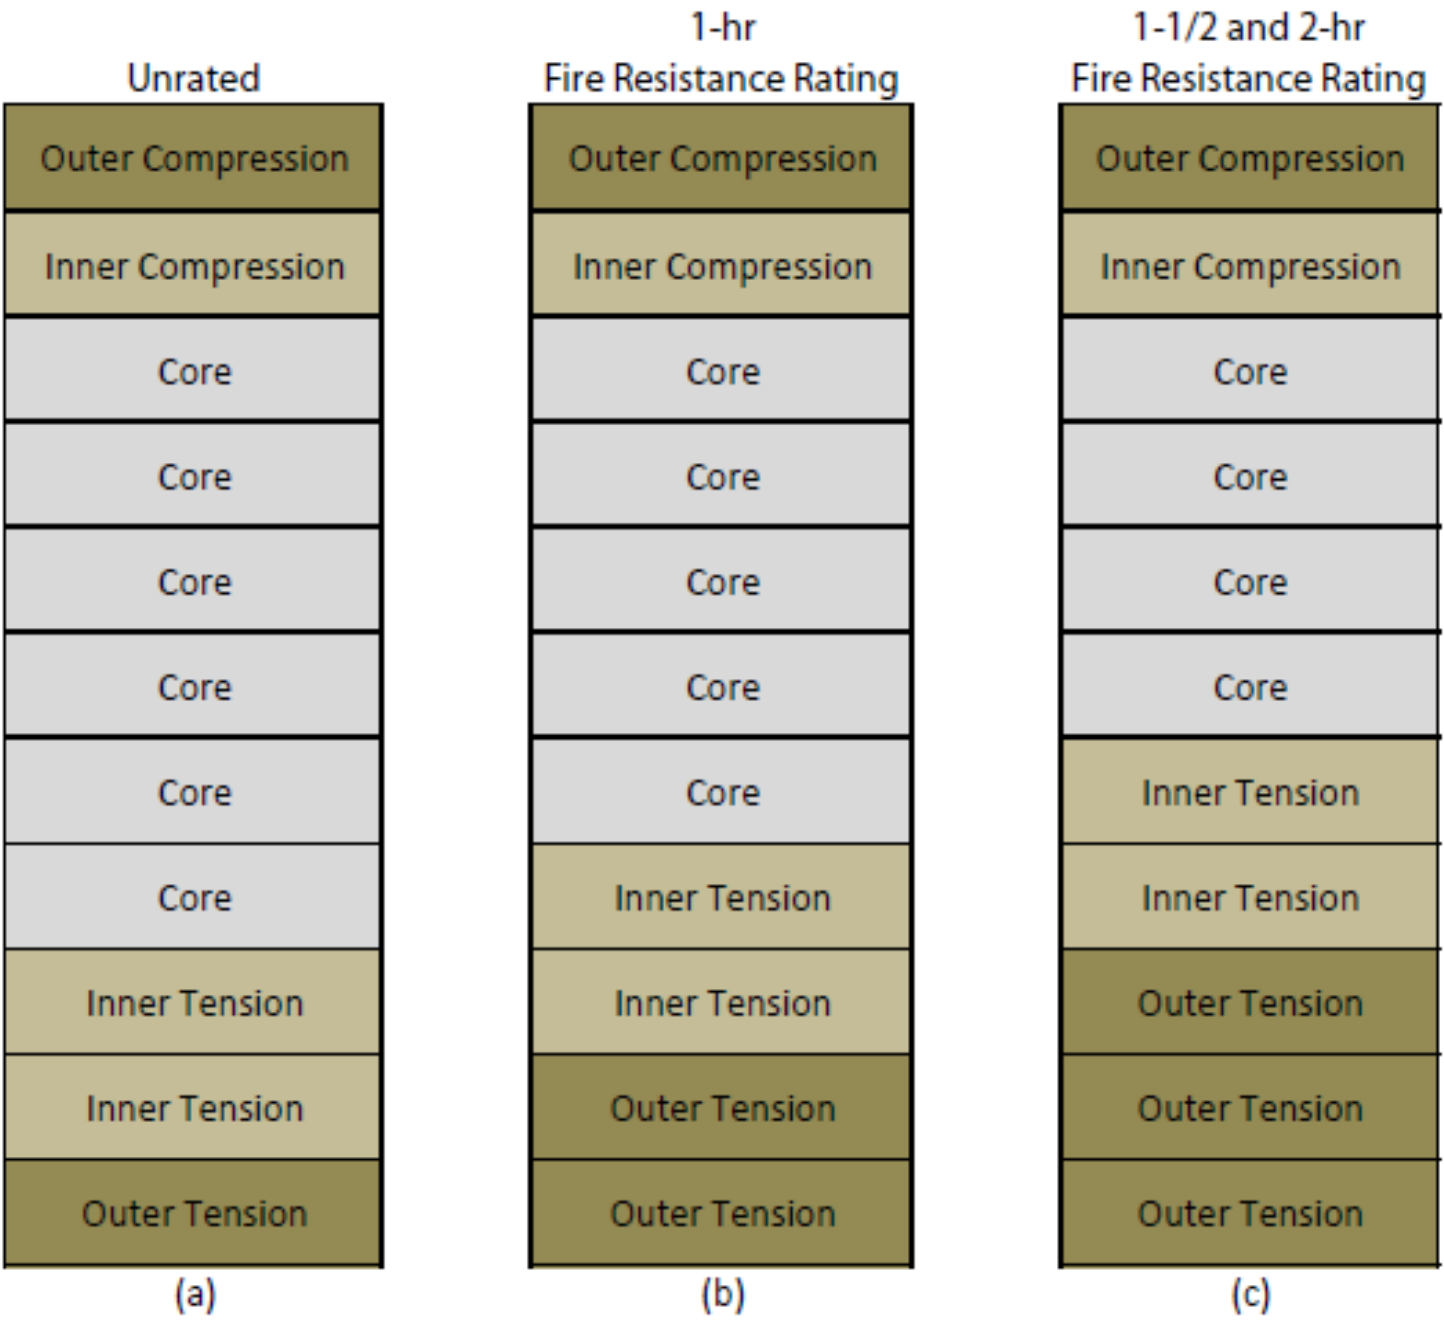 Unrated
Outer Compression
Inner Compression
Core
Core
Core
Core
Core
Core
Inner Tension
Inner Tension
Outer Tension
(a)
1-hr
Fire Resistance Rating
Outer Compression
Inner Compression
Core
Core
Core
Core
Core
Inner Tension
Inner Tension
Outer Tension
Outer Tension
(b)
1-1/2 and 2-hr
Fire Resistance Rating
Outer Compression
Inner Compression
Core
Core
Core
Core
Inner Tension
Inner Tension
Outer Tension
Outer Tension
Outer Tension
(c)